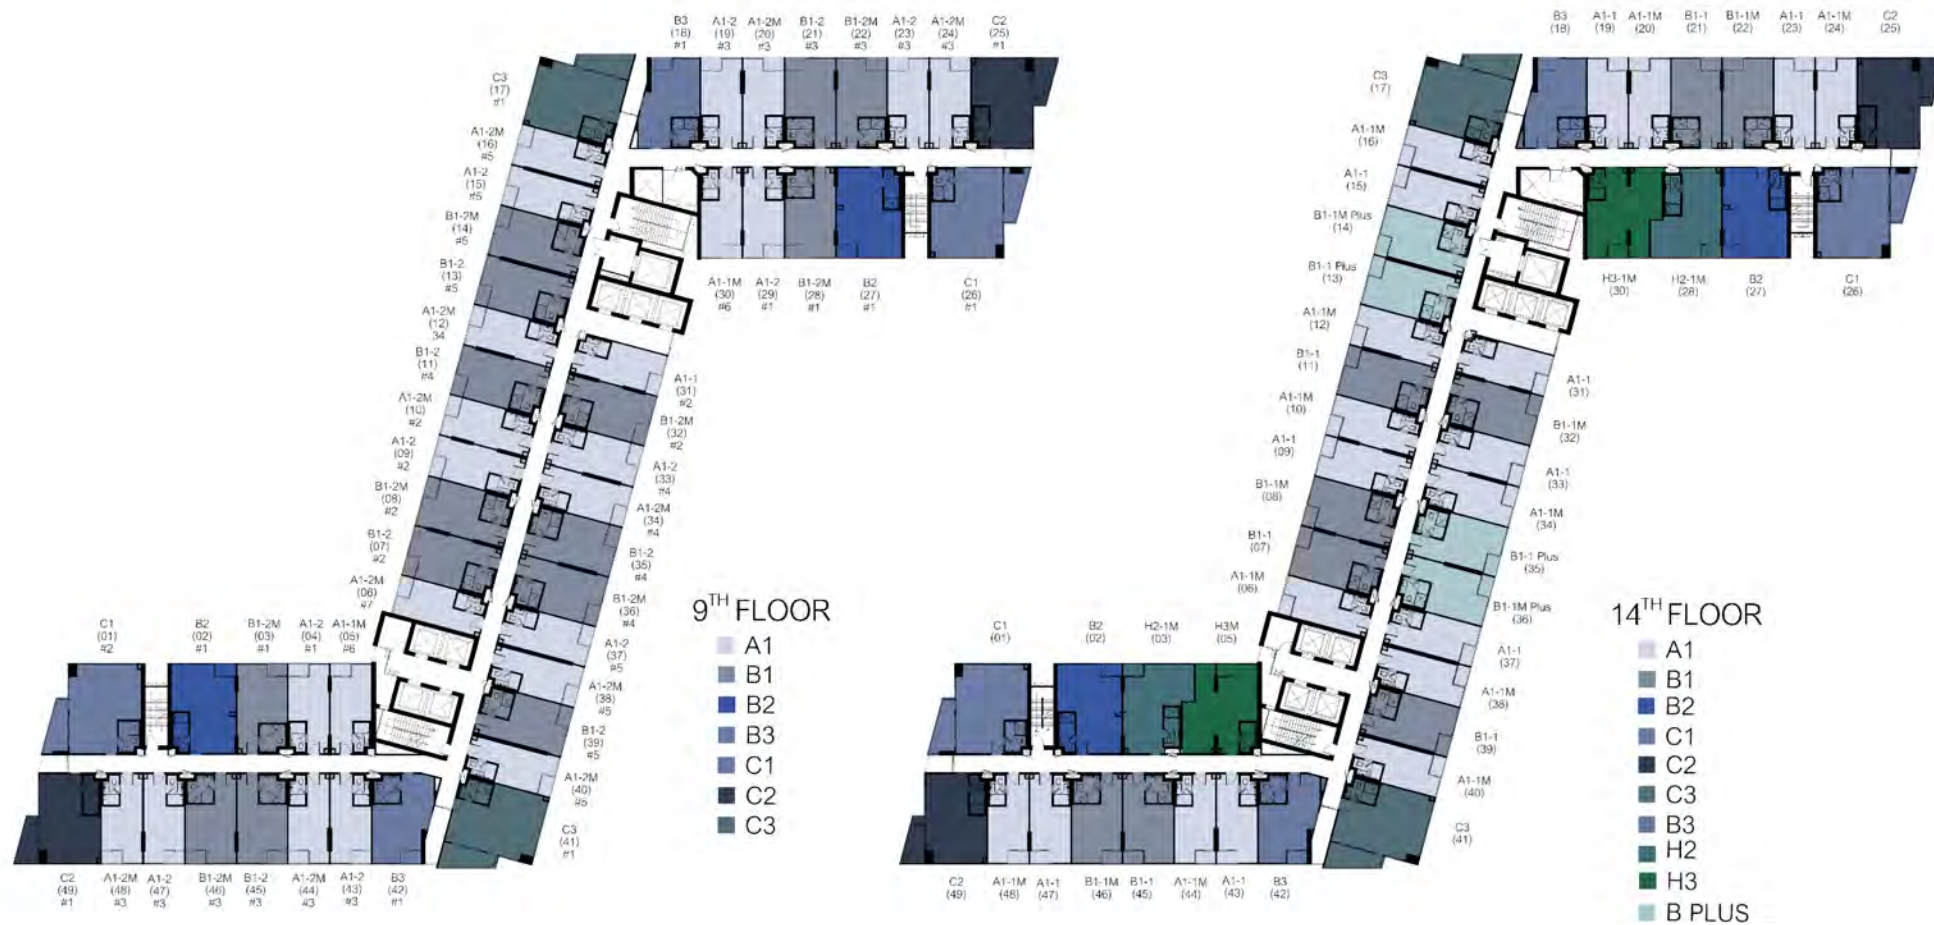 B3
(18)
#1
A1-2
(19)
#3
A1-2M
(20)
#3
B1-2
(21)
#3
B1-2M
(22)
#3
A1-2
(23)
#3
A1-2M
(24)
#3
C2
(25)
#1
C3
(17)
#1
A1-2M
(16)
#5
A1-2
(15)
#5
B1-2M
(14)
#5
B1-2
(13)
#5
A1-2M
(12)
34
B1-2
(11)
#4
A1-2M
(10)
#2
A1-2
(09)
#2
B1-2M
(08)
#2
B1-2
(07)
#2
A1-2M
(06)
#7
A1-1M
(30)
#6
A1-2
(29)
#1
B1-2M
(28)
#1
B2
(27)
#1
C1
(26)
#1
A1-1
(31)
#2
B1-2M
(32)
#2
A1-2
(33)
#4
A1-2M
(34)
#4
B1-2
(35)
#4
B1-2M
(36)
#4
A1-2
(37)
#5
A1-2M
(38)
#5
B1-2
(39)
#5
A1-2M
(40)
#5
C3
(41)
#1
C1
(01)
#2
B2
(02)
#1
B1-2M
(03)
#1
A1-2
(04)
#1
A1-1M
(05)
#6
C2
(49)
#1
A1-2M
(48)
#3
A1-2
(47)
#3
B1-2M
(46)
#3
B1-2
(45)
#3
A1-2M
(44)
#3
A1-2
(43)
#3
B3
(42)
#1
9TH FLOOR
A1
B1
B2
B3
C1
C2
C3
B3
(18)
A1-1
(19)
A1-1M
(20)
B1-1
(21)
B1-1M
(22)
A1-1
(23)
A1-1M
(24)
C2
(25)
C3
(17)
A1-1M
(16)
A1-1
(15)
B1-1M Plus
(14)
B1-1 Plus
(13)
A1-1M
(12)
B1-1
(11)
A1-1M
(10)
A1-1
(09)
B1-1M
(08)
B1-1
(07)
A1-1M
(06)
H3-1M
(30)
H2-1M
(28)
B2
(27)
C1
(26)
A1-1
(31)
B1-1M
(32)
A1-1
(33)
A1-1M
(34)
B1-1 Plus
(35)
B1-1M Plus
(36)
A1-1
(37)
A1-1M
(38)
B1-1
(39)
A1-1M
(40)
C3
(41)
C1
(01)
B2
(02)
H2-1M
(03)
H3M
(05)
C2
(49)
A1-1M
(48)
A1-1
(47)
B1-1M
(46)
B1-1
(45)
A1-1M
(44)
A1-1
(43)
B3
(42)
14TH FLOOR
A1
B1
B2
C1
C2
C3
B3
H2
H3
B PLUS